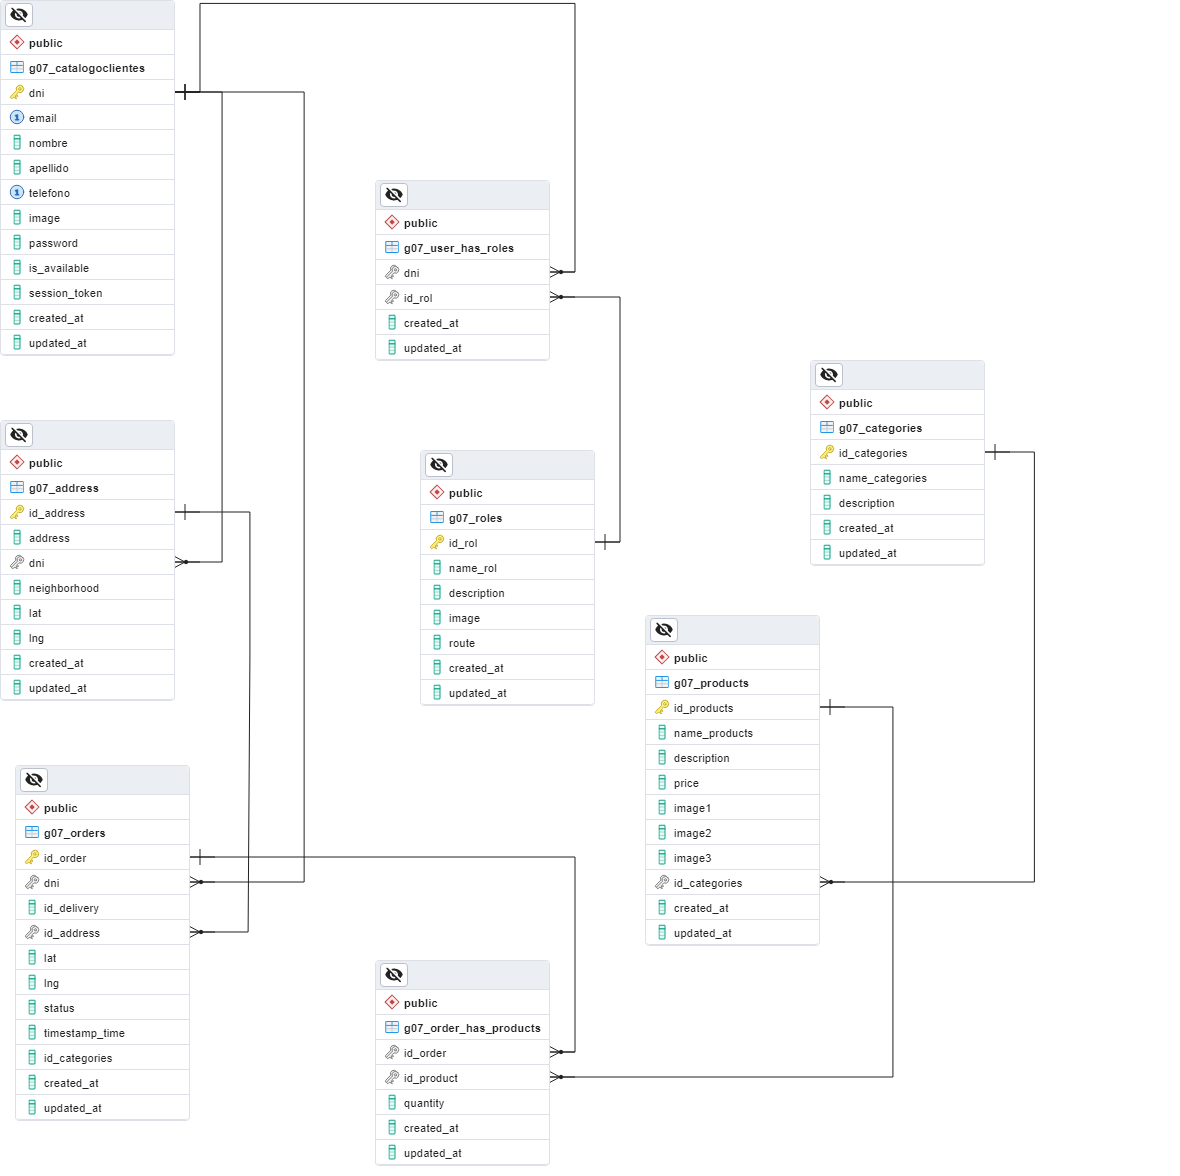 public
g07_catalogoclientes
dni
email
nombre
apellido
telefono
image
password
is_available
session_token
created_at
updated_at
public
g07_user_has_roles
dni
id_rol
created_at
updated_at
public
g07_categories
id_categories
name_categories
description
created_at
updated_at
public
g07_address
id_address
address
dni
neighborhood
lat
lng
created_at
updated_at
public
g07_roles
id_rol
name_rol
description
image
route
created_at
updated_at
public
g07_products
id_products
name_products
description
price
image1
image2
image3
id_categories
created_at
updated_at
public
g07_orders
id_order
dni
id_delivery
id_address
lat
lng
status
timestamp_time
id_categories
created_at
updated_at
public
g07_order_has_products
id_order
id_product
quantity
created_at
updated_at